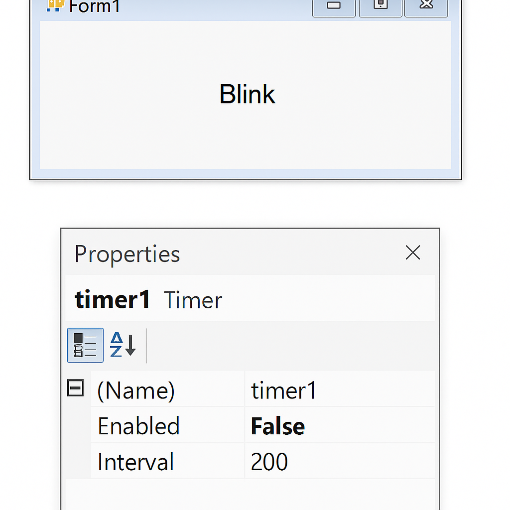 Form1
Blink
Properties
timer1 Timer
A
Z
(Name) timer1
Enabled False
Interval 200